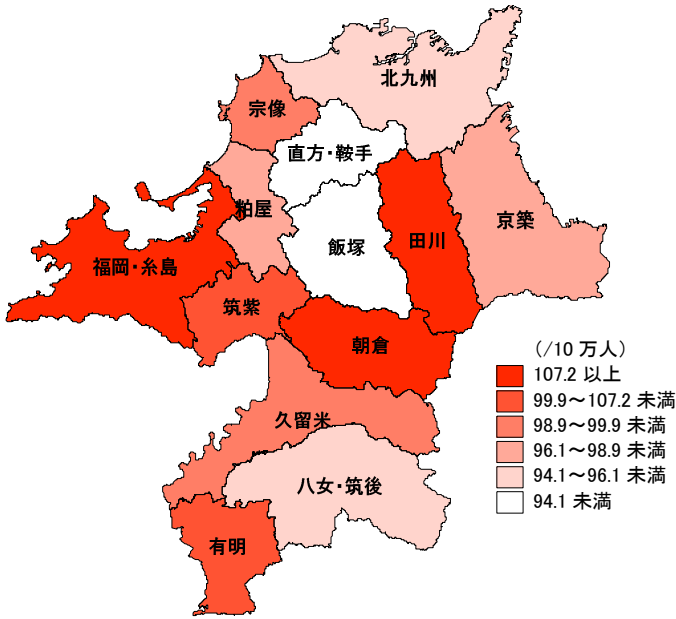 北九州
宗像
直方・鞍手
粕屋
京築
田川
飯塚
福岡・糸島
筑紫
朝倉
久留米
八女・筑後
有明
(/10 万人)
107.2 以上
99.9～107.2 未満
98.9～99.9 未満
96.1～98.9 未満
94.1～96.1 未満
94.1 未満